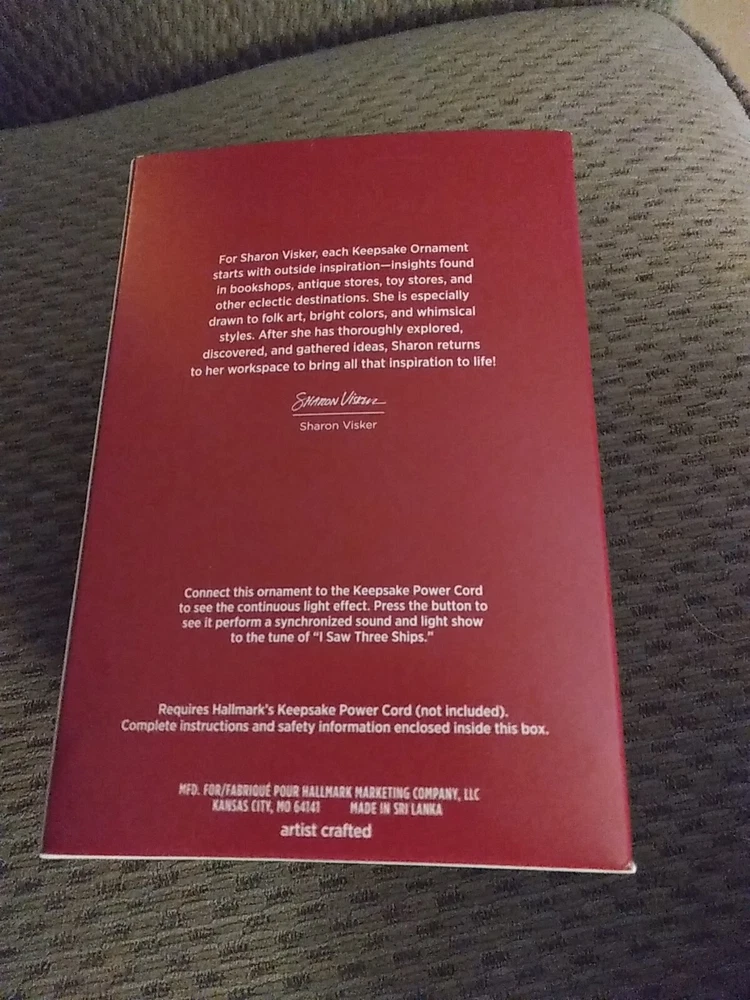 For Sharon Visker, each Keepsake Ornament
starts with outside inspiration—insights found
in bookshops, antique stores, toy stores, and
other eclectic destinations. She is especially
drawn to folk art, bright colors, and whimsical
styles. After she has thoroughly explored,
discovered, and gathered ideas, Sharon returns
to her workspace to bring all that inspiration to life!
Sharon Visker
Sharon Visker
Connect this ornament to the Keepsake Power Cord
to see the continuous light effect. Press the button to
see it perform a synchronized sound and light show
to the tune of “I Saw Three Ships.”
Requires Hallmark's Keepsake Power Cord (not included).
Complete instructions and safety information enclosed inside this box.
MFD. FOR/FABRIQUÉ POUR HALLMARK MARKETING COMPANY, LLC
KANSAS CITY, MO 64141 MADE IN SRI LANKA
artist crafted